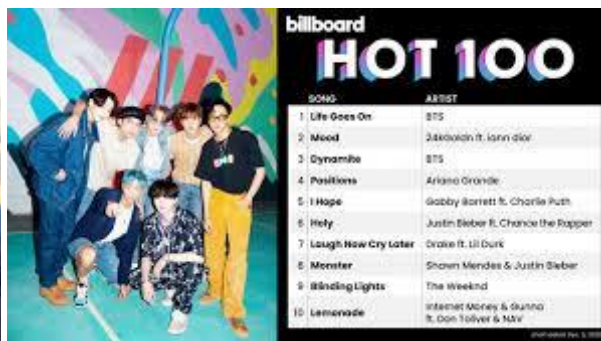 billboard
HOT 100
SONG ARTIST
1 Life Goes On BTS
2 Mood 24kGoldn ft. iann dior
3 Dynamite BTS
4 Positions Ariana Grande
5 I Hope Gabby Barrett ft. Charlie Puth
6 Holy Justin Bieber ft. Chance the Rapper
7 Laugh Now Cry Later Drake ft. Lil Durk
8 Monster Shawn Mendes & Justin Bieber
9 Blinding Lights The Weeknd
10 Lemonade Internet Money & Gunna
ft. Don Toliver & NAV